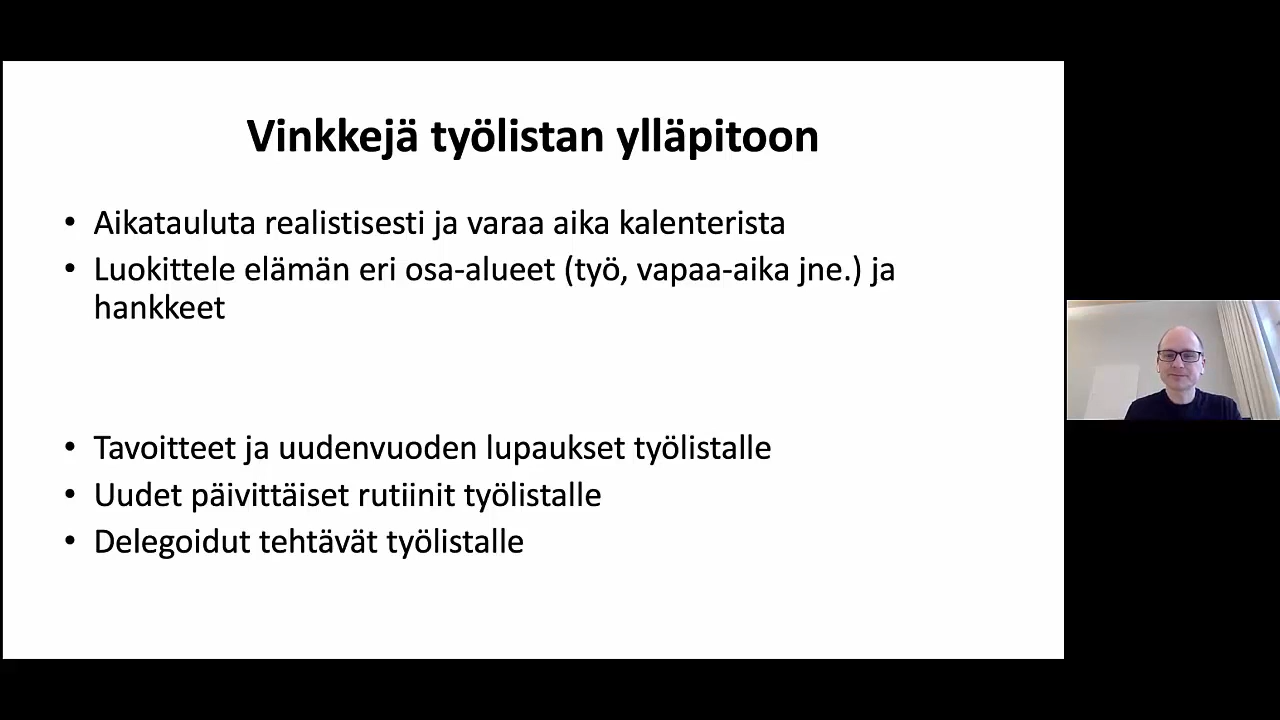 Vinkkejä työlistan ylläpitoon
• Aikatauluta realistisesti ja varaa aika kalenterista
• Luokittele elämän eri osa-alueet (työ, vapaa-aika jne.) ja
hankkeet
• Tavoitteet ja uudenvuoden lupaukset työlistalle
• Uudet päivittäiset rutiinit työlistalle
• Delegoidut tehtävät työlistalle